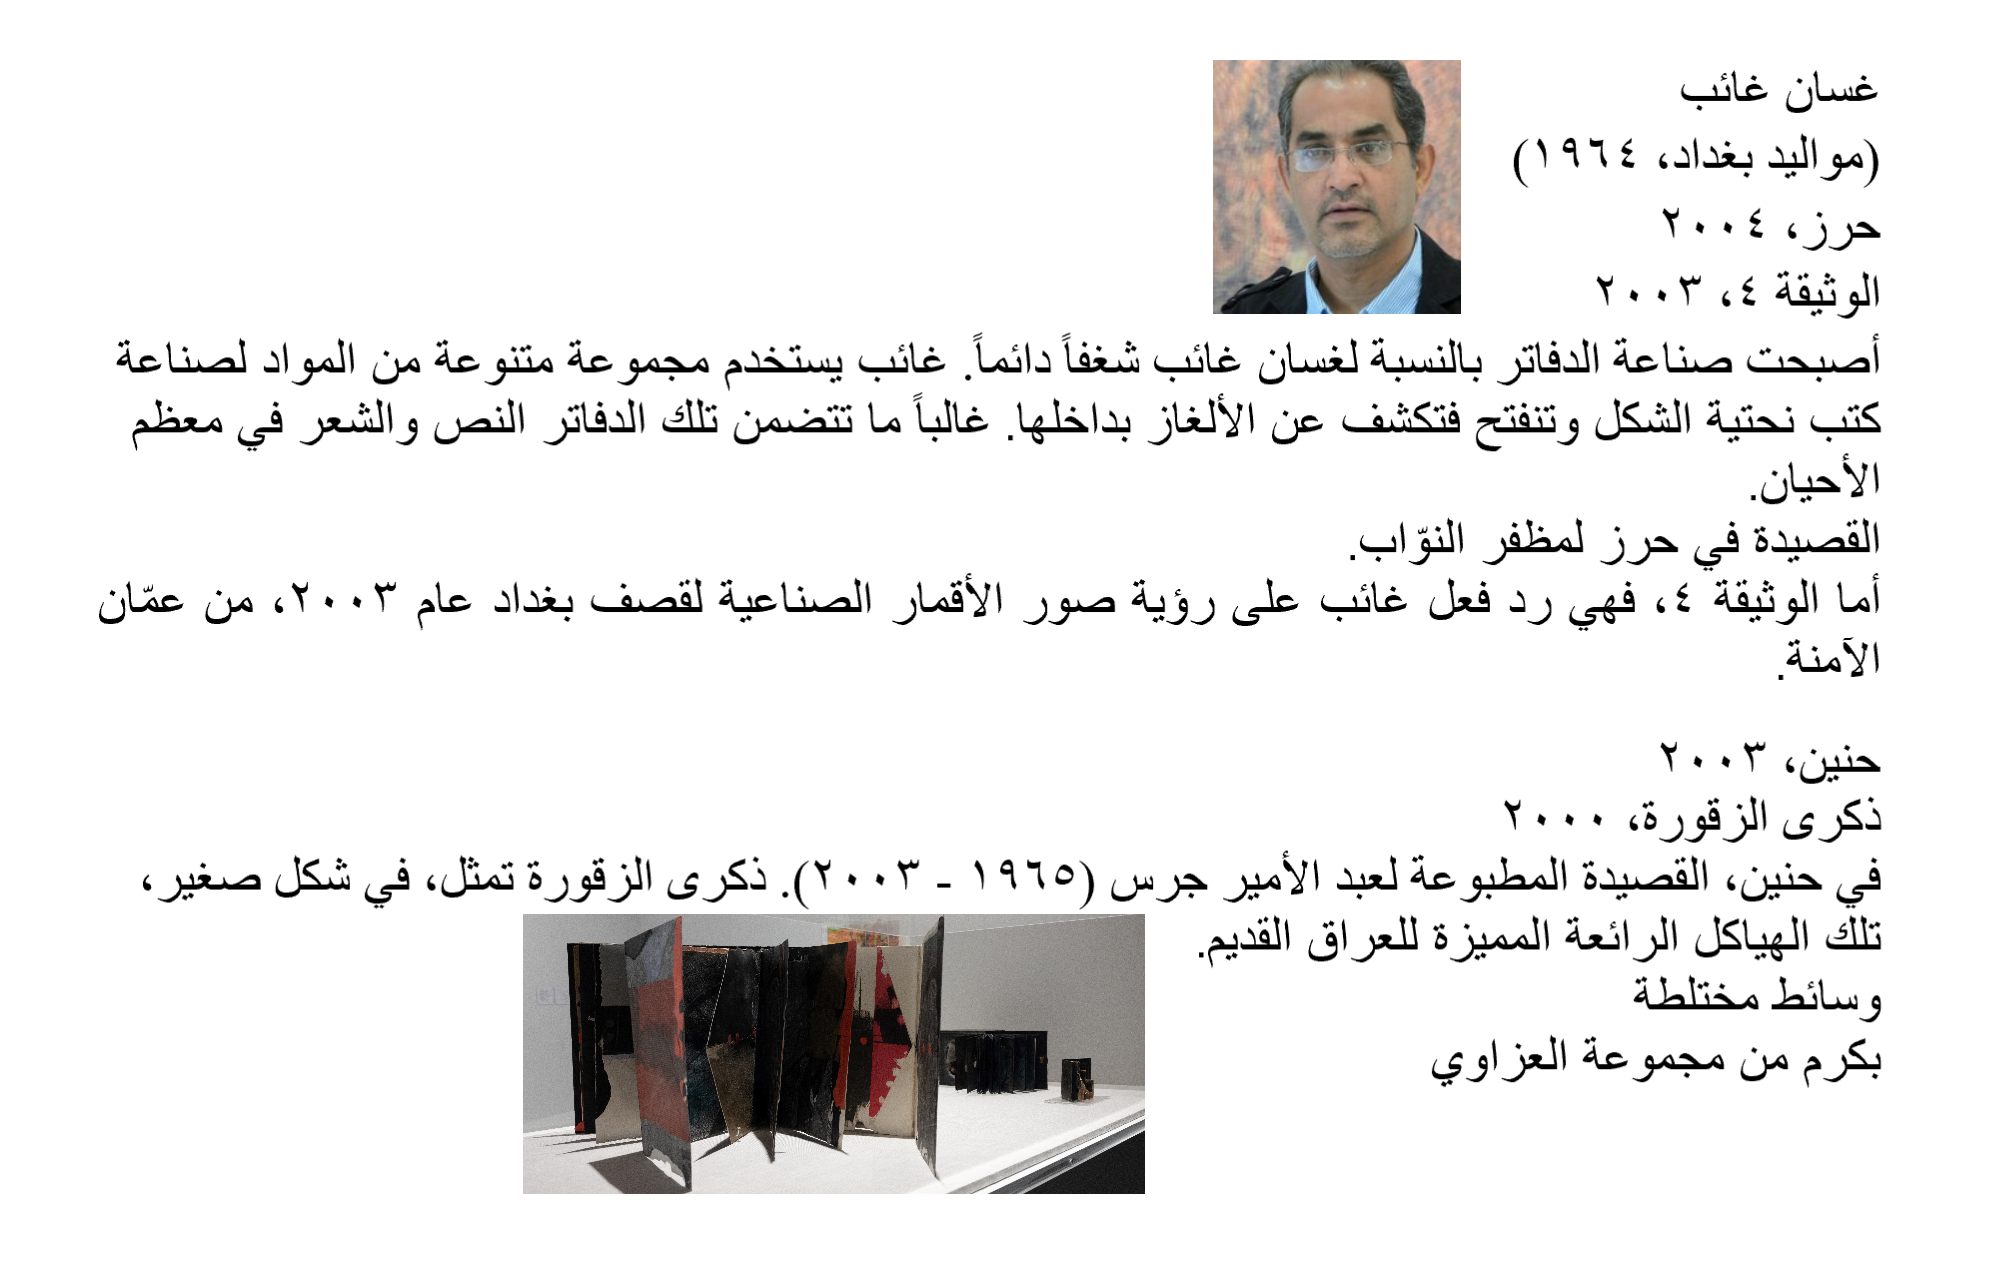 غسان غائب
(مواليد بغداد، ١٩٦٤)
حرز، ٢٠٠٤
الوثيقة ٤، ٢٠٠٣
أصبحت صناعة الدفاتر بالنسبة لغسان غائب شغفاً دائماً. غائب يستخدم مجموعة متنوعة من المواد لصناعة
كتب نحتية الشكل وتنفتح فتكشف عن الألغاز بداخلها. غالباً ما تتضمن تلك الدفاتر النص والشعر في معظم
الأحيان.
القصيدة في حرز لمظفر النوّاب.
أما الوثيقة ٤، فهي رد فعل غائب على رؤية صور الأقمار الصناعية لقصف بغداد عام ٢٠٠٣، من عمّان
الآمنة.
حنين، ٢٠٠٣
ذكرى الزقورة، ٢٠٠٠
في حنين، القصيدة المطبوعة لعبد الأمير جرس (١٩٦٥ - ٢٠٠٣). ذكرى الزقورة تمثل، في شكل صغير،
تلك الهياكل الرائعة المميزة للعراق القديم.
وسائط مختلطة
بكرم من مجموعة العزاوي